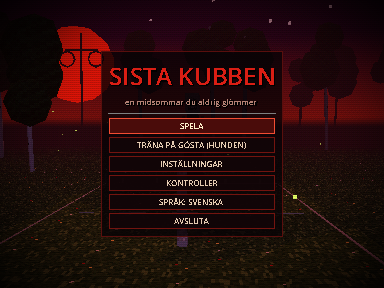 SISTA KUBBEN
en midsommar du aldrig glömmer
SPELA
TRÄNA PÅ GÖSTA (HUNDEN)
INSTÄLLNINGAR
KONTROLLER
SPRÅK: SVENSKA
AVSLUTA